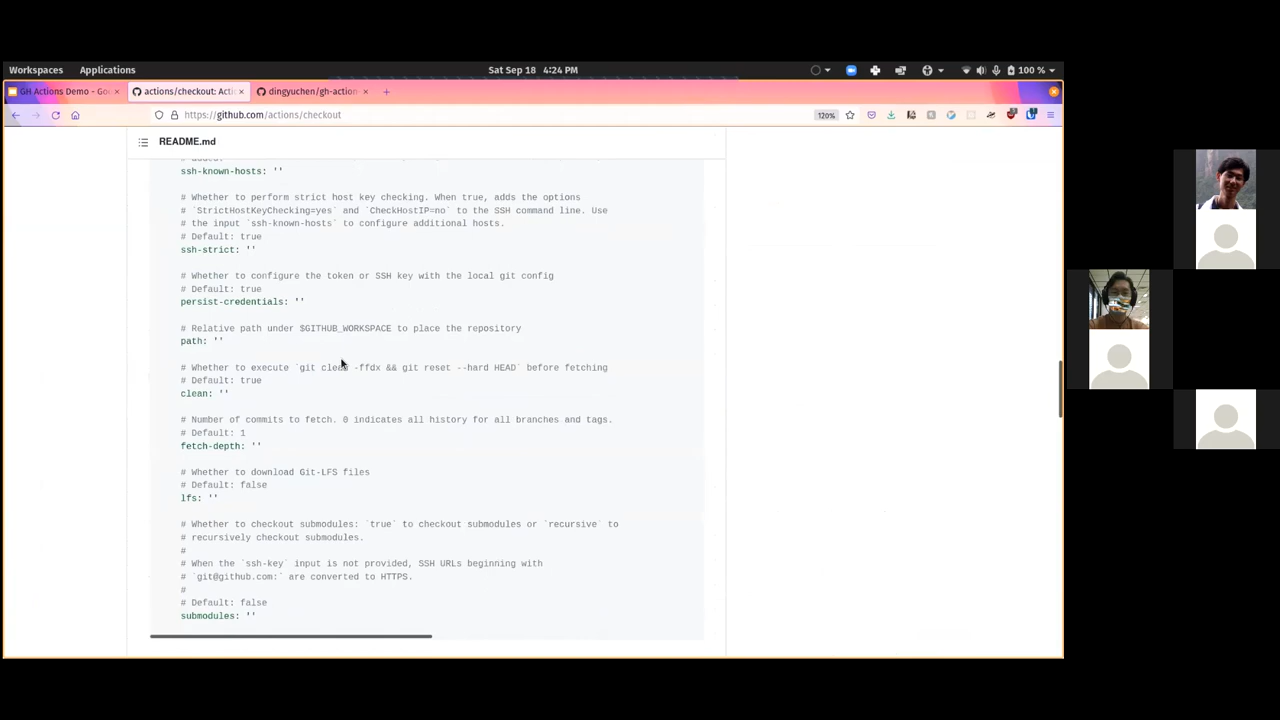 Workspaces Applications Sat Sep 18 4:24 PM 100 %
GH Actions Demo - Goo actions/checkout: Acti dingyuchen/gh-action
https://github.com/actions/checkout 120%
README.md
ssh-known-hosts: ''
# Whether to perform strict host key checking. When true, adds the options
# `StrictHostKeyChecking=yes` and `CheckHostIP=no` to the SSH command line. Use
# the input `ssh-known-hosts` to configure additional hosts.
# Default: true
ssh-strict: ''
# Whether to configure the token or SSH key with the local git config
# Default: true
persist-credentials: ''
# Relative path under $GITHUB_WORKSPACE to place the repository
path: ''
# Whether to execute `git clean -ffdx && git reset --hard HEAD` before fetching
# Default: true
clean: ''
# Number of commits to fetch. 0 indicates all history for all branches and tags.
# Default: 1
fetch-depth: ''
# Whether to download Git-LFS files
# Default: false
lfs: ''
# Whether to checkout submodules: `true` to checkout submodules or `recursive` to
# recursively checkout submodules.
#
# When the `ssh-key` input is not provided, SSH URLs beginning with
# `git@github.com:` are converted to HTTPS.
#
# Default: false
submodules: ''